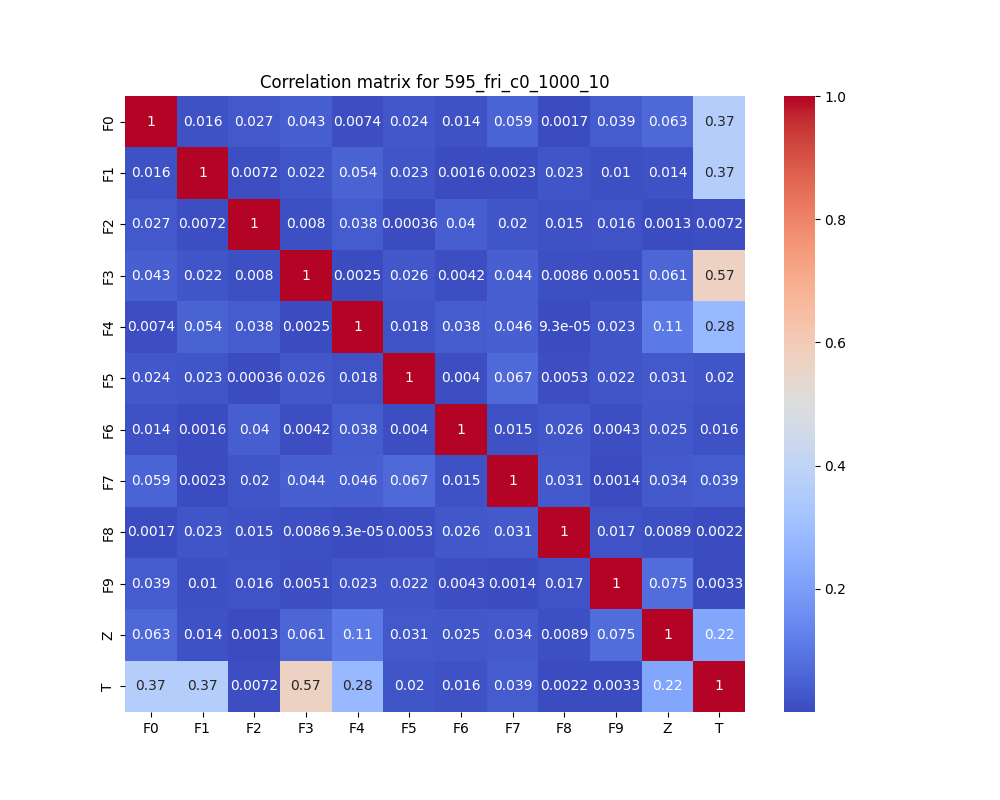 Correlation matrix for 595_fri_c0_1000_10
F0 1 0.016 0.027 0.043 0.0074 0.024 0.014 0.059 0.0017 0.039 0.063 0.37
F1 0.016 1 0.0072 0.022 0.054 0.023 0.0016 0.0023 0.023 0.01 0.014 0.37
F2 0.027 0.0072 1 0.008 0.038 0.00036 0.04 0.02 0.015 0.016 0.0013 0.0072
F3 0.043 0.022 0.008 1 0.0025 0.026 0.0042 0.044 0.0086 0.0051 0.061 0.57
F4 0.0074 0.054 0.038 0.0025 1 0.018 0.038 0.046 9.3e-05 0.023 0.11 0.28
F5 0.024 0.023 0.00036 0.026 0.018 1 0.004 0.067 0.0053 0.022 0.031 0.02
F6 0.014 0.0016 0.04 0.0042 0.038 0.004 1 0.015 0.026 0.0043 0.025 0.016
F7 0.059 0.0023 0.02 0.044 0.046 0.067 0.015 1 0.031 0.0014 0.034 0.039
F8 0.0017 0.023 0.015 0.0086 9.3e-05 0.0053 0.026 0.031 1 0.017 0.0089 0.0022
F9 0.039 0.01 0.016 0.0051 0.023 0.022 0.0043 0.0014 0.017 1 0.075 0.0033
Z 0.063 0.014 0.0013 0.061 0.11 0.031 0.025 0.034 0.0089 0.075 1 0.22
T 0.37 0.37 0.0072 0.57 0.28 0.02 0.016 0.039 0.0022 0.0033 0.22 1
F0 F1 F2 F3 F4 F5 F6 F7 F8 F9 Z T
1.0
0.8
0.6
0.4
0.2